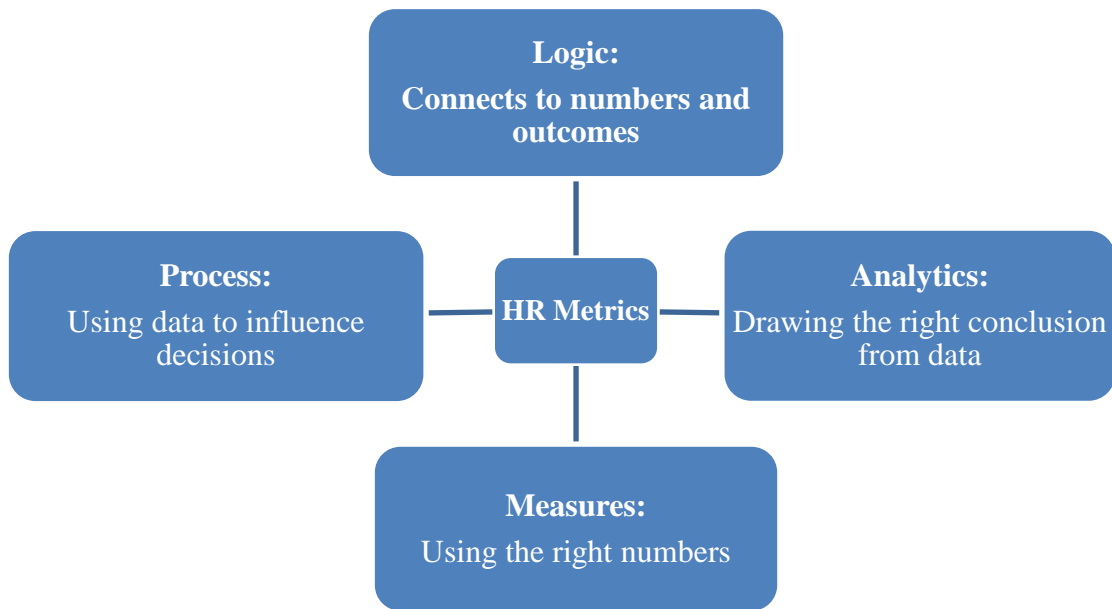 Logic:
Connects to numbers and
outcomes
Process:
Using data to influence
decisions
HR Metrics
Analytics:
Drawing the right conclusion
from data
Measures:
Using the right numbers